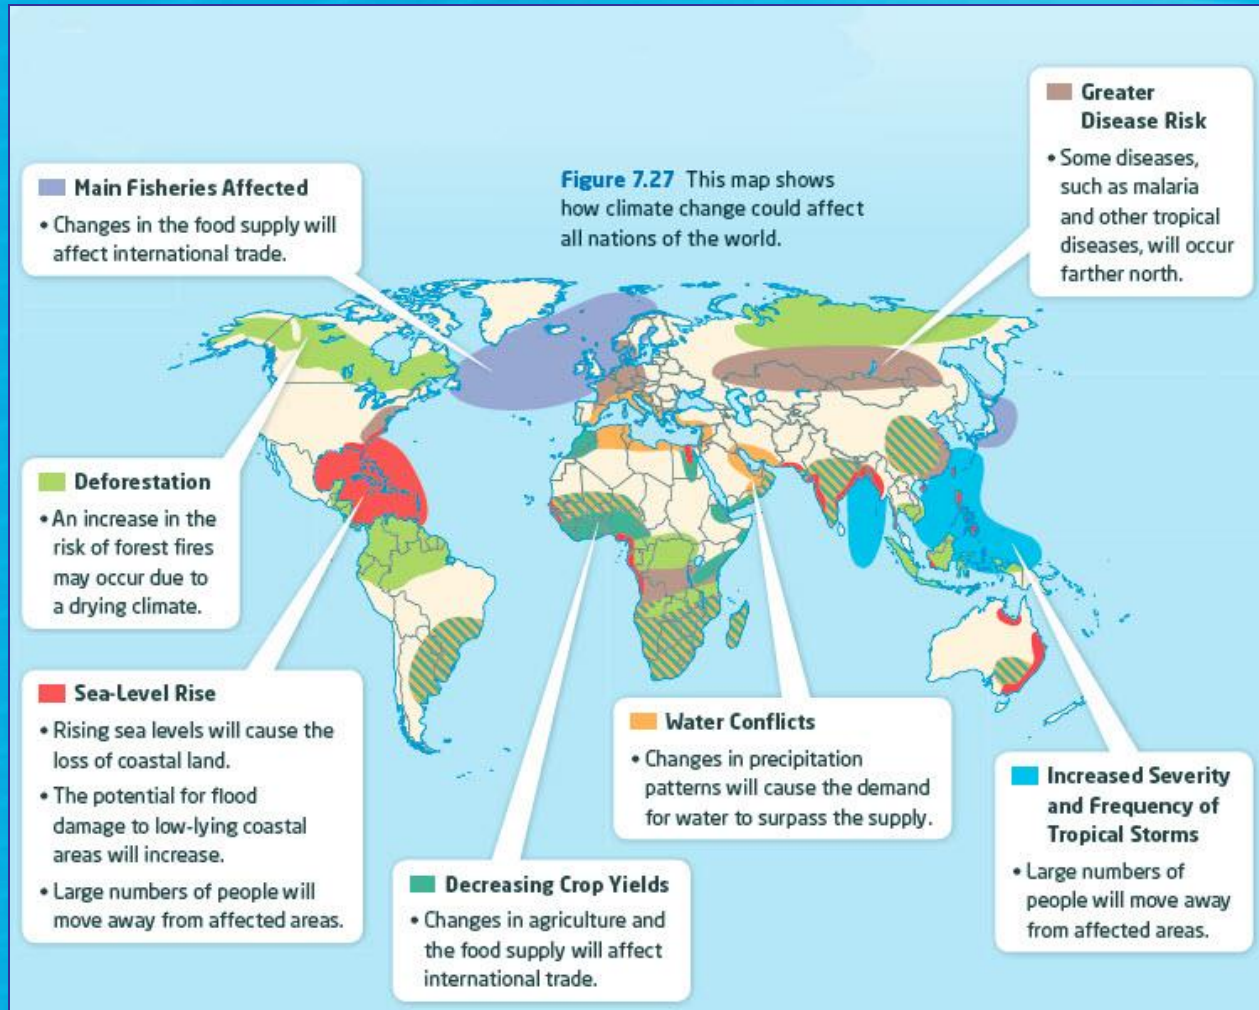 Figure 7.27 This map shows
how climate change could affect
all nations of the world.
Main Fisheries Affected
• Changes in the food supply will
affect international trade.
Greater
Disease Risk
• Some diseases,
such as malaria
and other tropical
diseases, will occur
farther north.
Deforestation
• An increase in the
risk of forest fires
may occur due to
a drying climate.
Sea-Level Rise
• Rising sea levels will cause the
loss of coastal land.
• The potential for flood
damage to low-lying coastal
areas will increase.
• Large numbers of people will
move away from affected areas.
Decreasing Crop Yields
• Changes in agriculture and
the food supply will affect
international trade.
Water Conflicts
• Changes in precipitation
patterns will cause the demand
for water to surpass the supply.
Increased Severity
and Frequency of
Tropical Storms
• Large numbers of
people will move away
from affected areas.